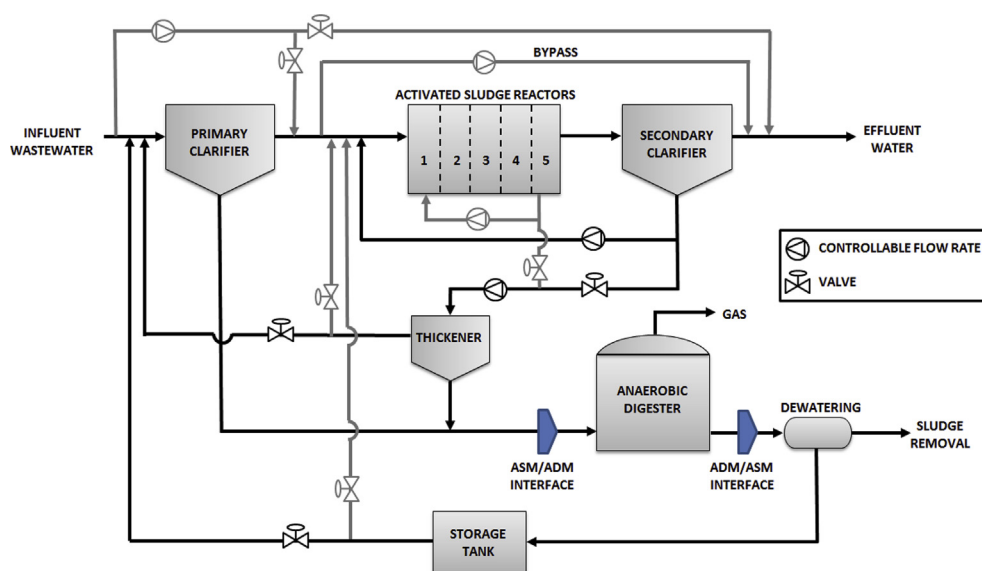 BYPASS
ACTIVATED SLUDGE REACTORS
INFLUENT
WASTEWATER
PRIMARY
CLARIFIER
1 2 3 4 5
SECONDARY
CLARIFIER
EFFLUENT
WATER
CONTROLLABLE FLOW RATE
VALVE
THICKENER
GAS
ANAEROBIC
DIGESTER
DEWATERING
SLUDGE
REMOVAL
ASM/ADM
INTERFACE
ADM/ASM
INTERFACE
STORAGE
TANK